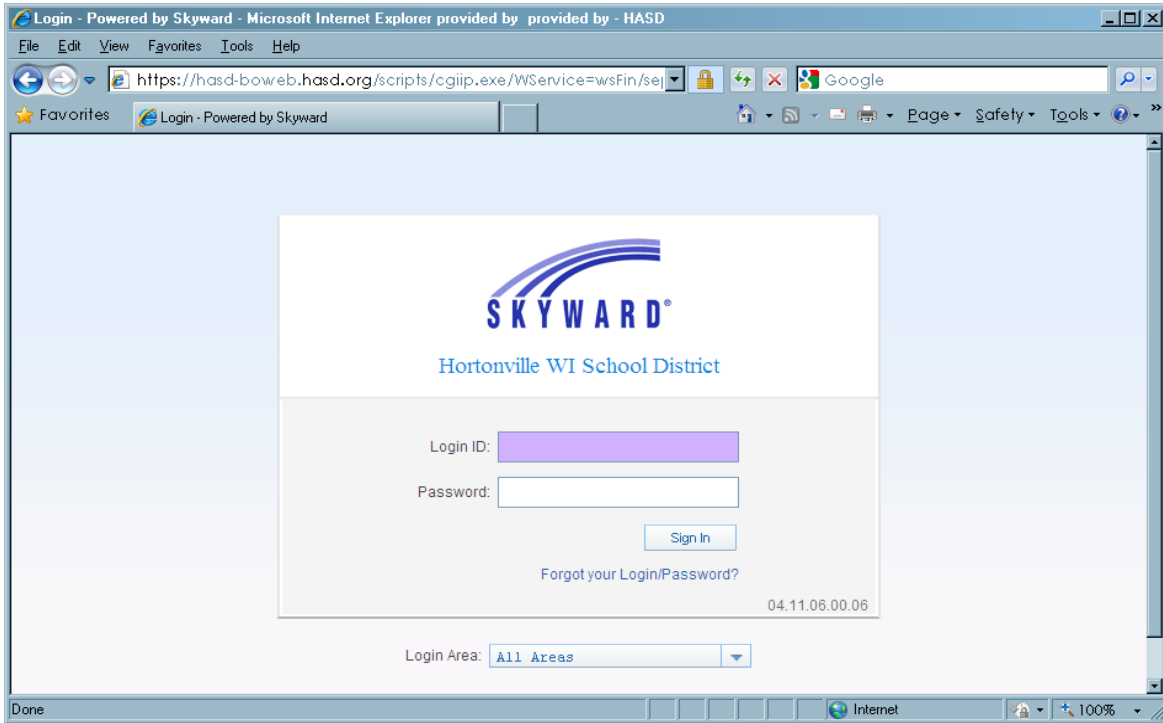 Login - Powered by Skyward - Microsoft Internet Explorer provided by provided by - HASD
File Edit View Favorites Tools Help
https://hasd-boweb.hasd.org/scripts/cgiip.exe/WService=wsFin/se Google
Favorites Login - Powered by Skyward Page Safety Tools »
SKYWARD®
Hortonville WI School District
Login ID:
Password:
Sign In
Forgot your Login/Password?
04.11.06.00.06
Login Area: All Areas
Done Internet 100%